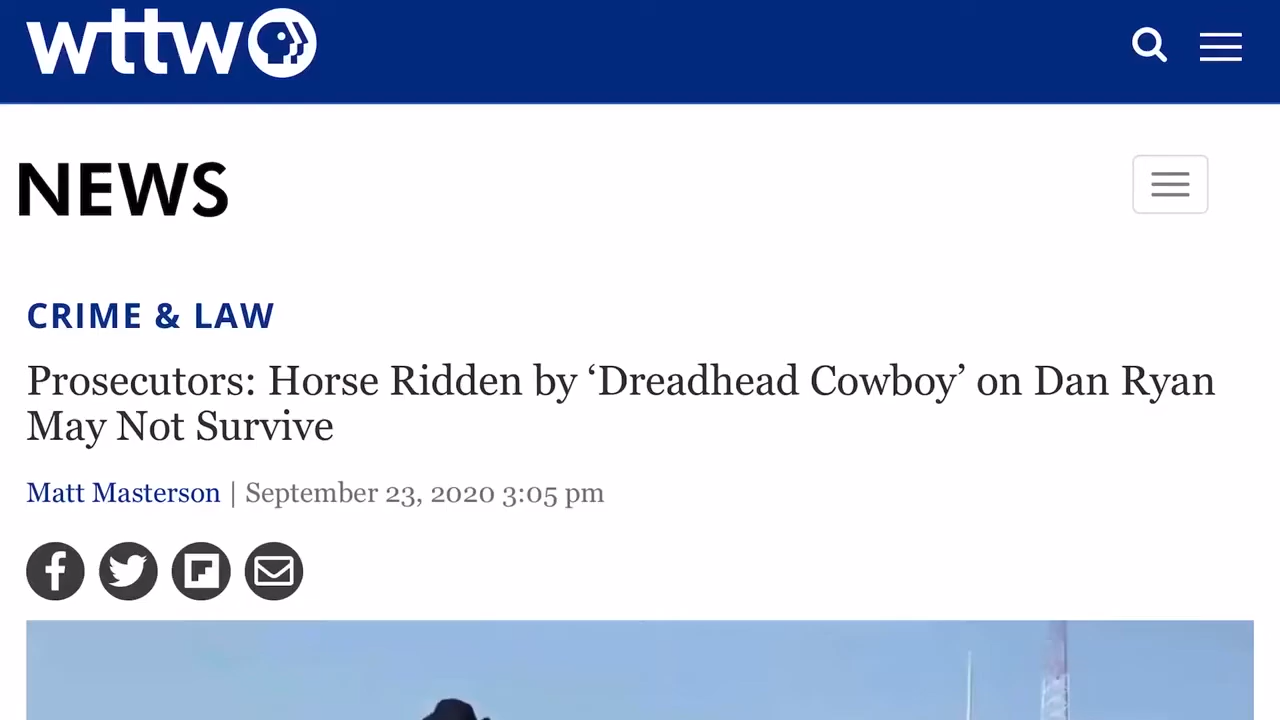 wttw
NEWS
CRIME & LAW
Prosecutors: Horse Ridden by ‘Dreadhead Cowboy’ on Dan Ryan
May Not Survive
Matt Masterson | September 23, 2020 3:05 pm